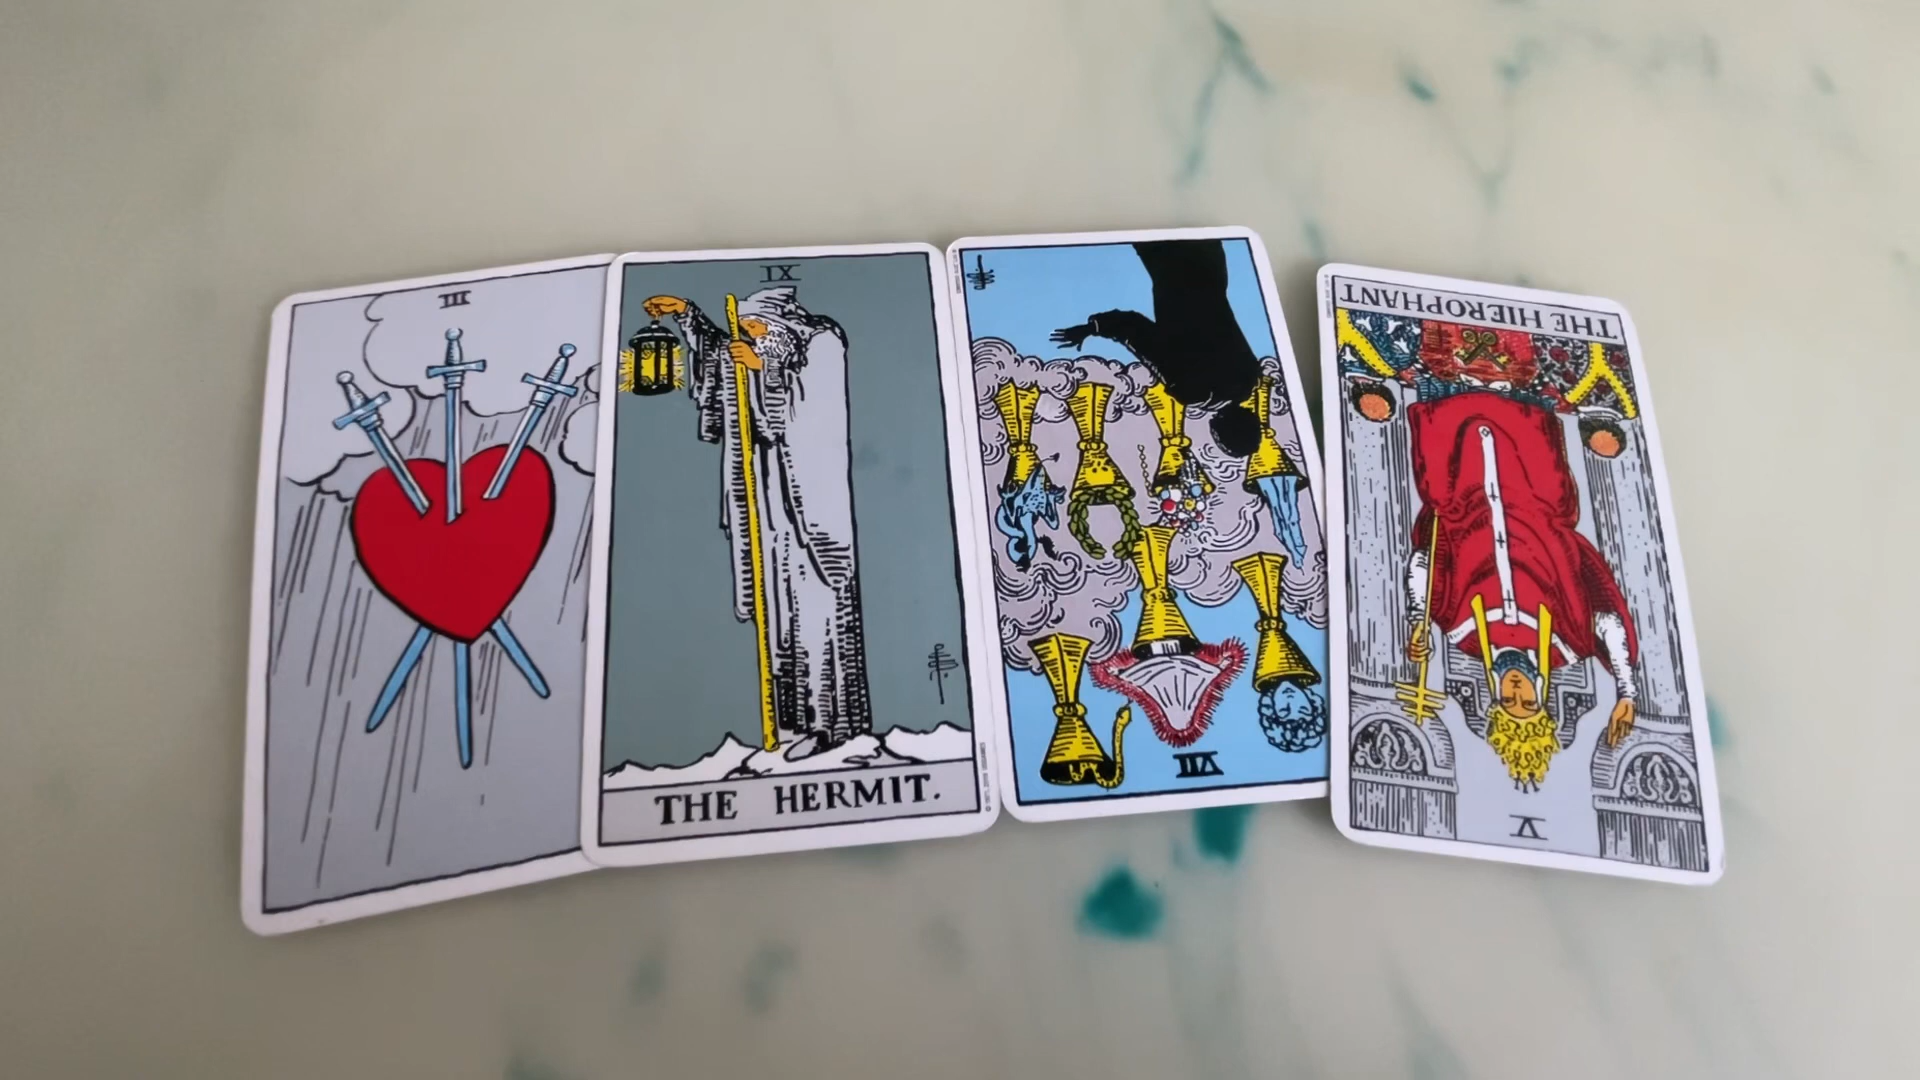 III
IX
THE HERMIT.
VII
THE HIEROPHANT
V